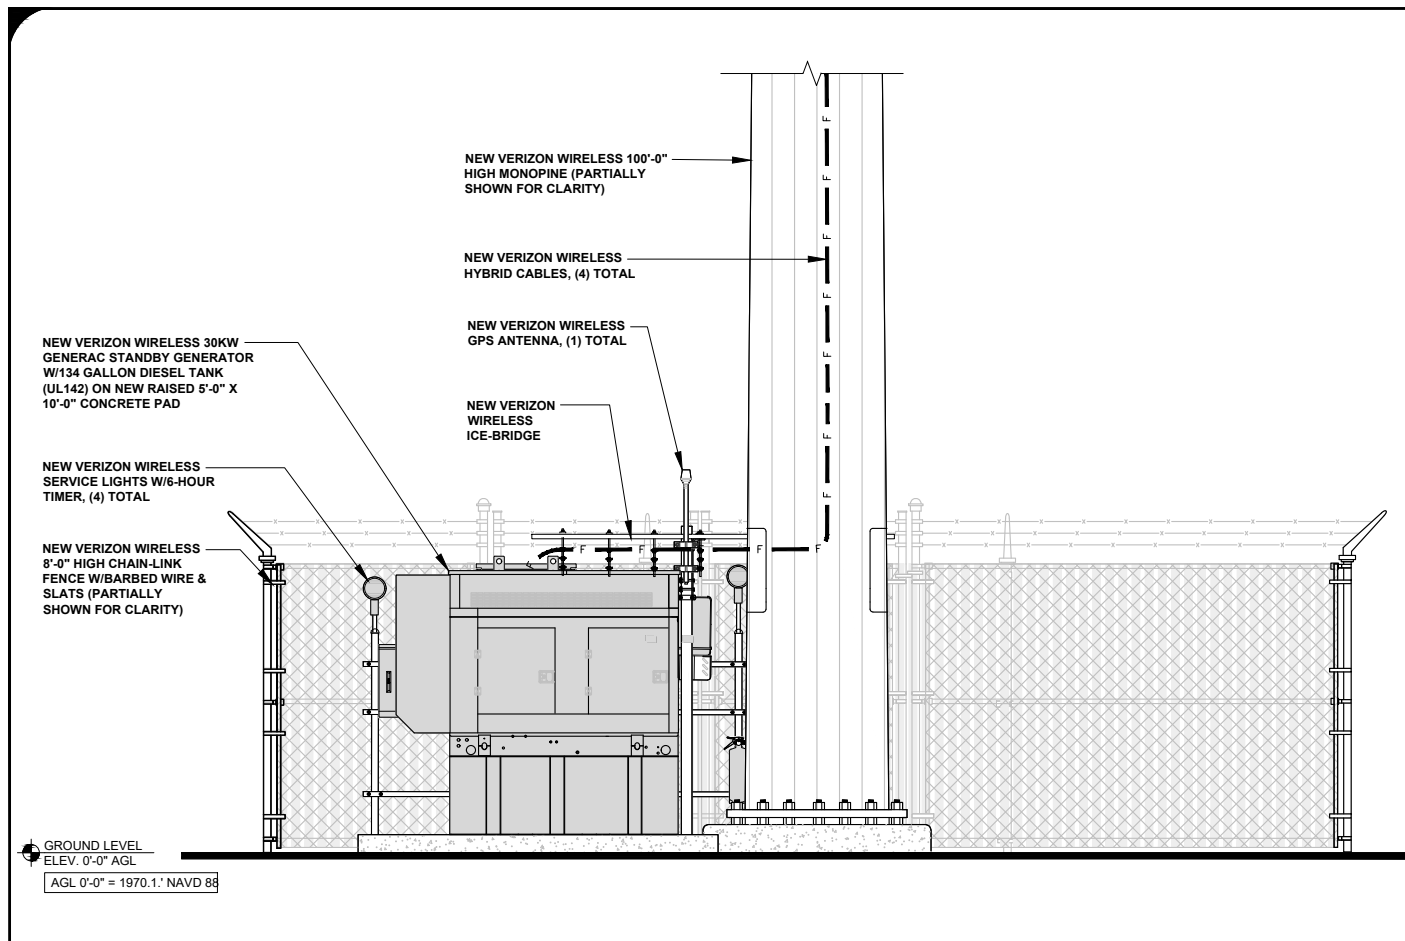 NEW VERIZON WIRELESS 100'-0"
HIGH MONOPINE (PARTIALLY
SHOWN FOR CLARITY)
NEW VERIZON WIRELESS
HYBRID CABLES, (4) TOTAL
NEW VERIZON WIRELESS
GPS ANTENNA, (1) TOTAL
NEW VERIZON
WIRELESS
ICE-BRIDGE
NEW VERIZON WIRELESS 30KW
GENERAC STANDBY GENERATOR
W/134 GALLON DIESEL TANK
(UL142) ON NEW RAISED 5'-0" X
10'-0" CONCRETE PAD
NEW VERIZON WIRELESS
SERVICE LIGHTS W/6-HOUR
TIMER, (4) TOTAL
NEW VERIZON WIRELESS
8'-0" HIGH CHAIN-LINK
FENCE W/BARBED WIRE &
SLATS (PARTIALLY
SHOWN FOR CLARITY)
F
F
F
F
F
F
F
F F F F
GROUND LEVEL
ELEV. 0'-0" AGL
AGL 0'-0" = 1970.1.' NAVD 88